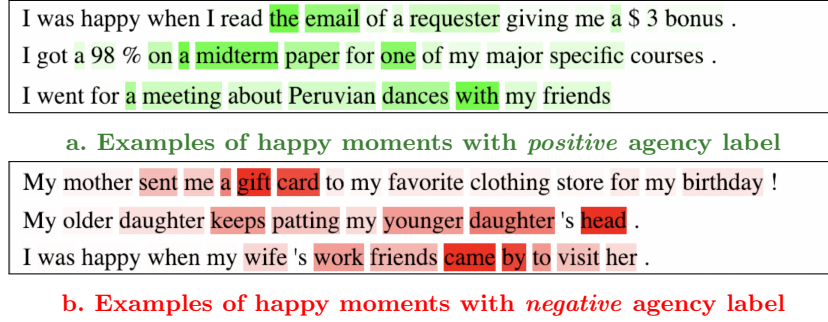 I was happy when I read the email of a requester giving me a $ 3 bonus .
I got a 98 % on a midterm paper for one of my major specific courses .
I went for a meeting about Peruvian dances with my friends
a. Examples of happy moments with positive agency label
My mother sent me a gift card to my favorite clothing store for my birthday !
My older daughter keeps patting my younger daughter 's head .
I was happy when my wife 's work friends came by to visit her .
b. Examples of happy moments with negative agency label